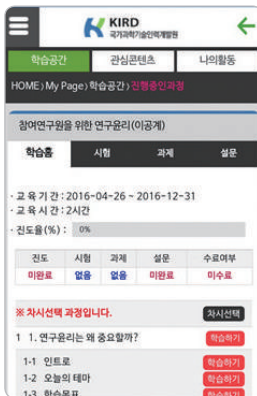 KIRD
국가과학기술인력개발원
학습공간 관심콘텐츠 나의활동
HOME > My Page > 학습공간 > 진행중인과정
참여연구원을 위한 연구윤리(이공계)
학습홈 시험 과제 설문
· 교 육 기 간 : 2016-04-26 ~ 2016-12-31
· 교 육 시 간 : 2시간
· 진도율(%) : 0%
진도 시험 과제 설문 수료여부
미완료 없음 없음 미완료 미수료
※ 차시선택 과정입니다. 차시선택
1 1. 연구윤리는 왜 중요할까? 학습하기
1-1 인트로 학습하기
1-2 오늘의 테마 학습하기
1-3 학습목표 학습하기